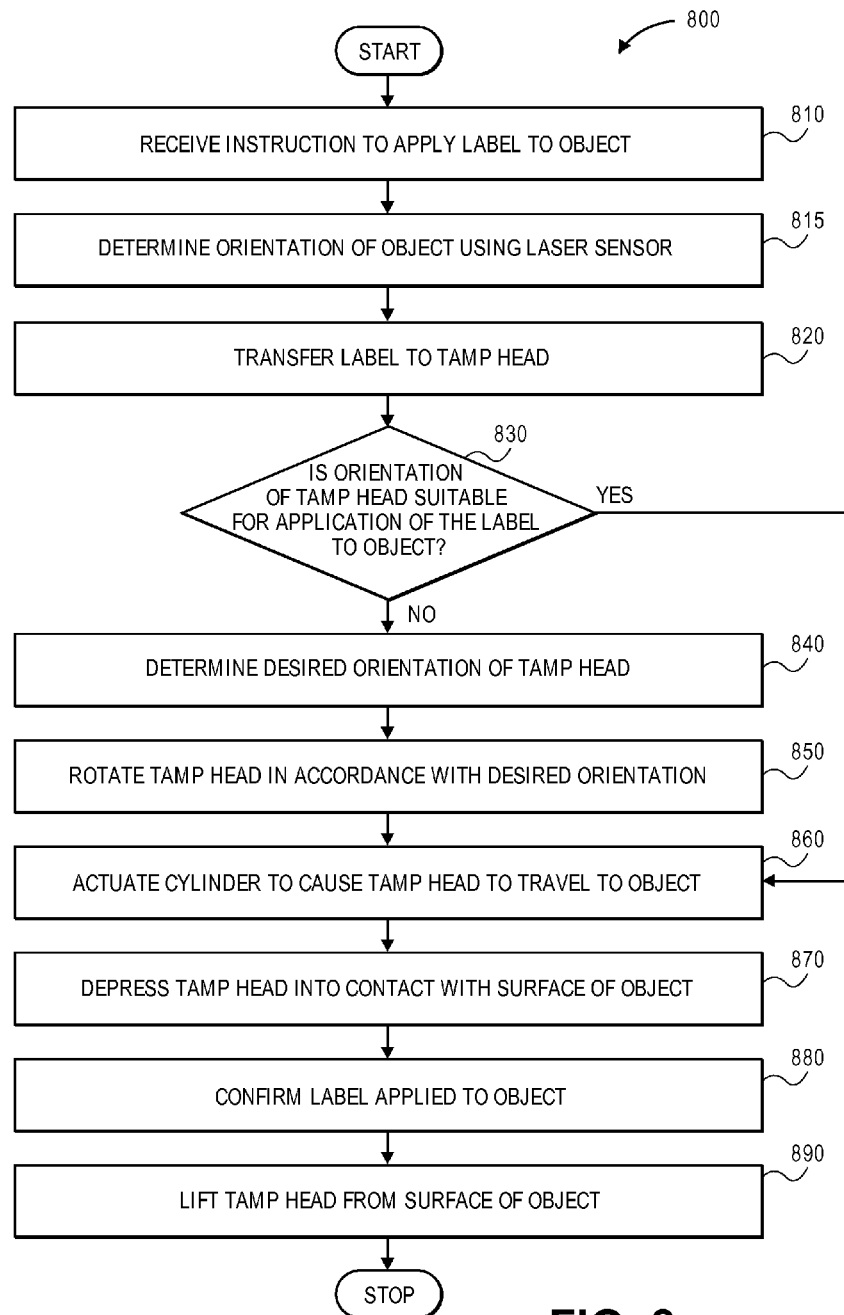 800
START
810
RECEIVE INSTRUCTION TO APPLY LABEL TO OBJECT
815
DETERMINE ORIENTATION OF OBJECT USING LASER SENSOR
820
TRANSFER LABEL TO TAMP HEAD
830
IS ORIENTATION
OF TAMP HEAD SUITABLE
FOR APPLICATION OF THE LABEL
TO OBJECT?
YES
NO
840
DETERMINE DESIRED ORIENTATION OF TAMP HEAD
850
ROTATE TAMP HEAD IN ACCORDANCE WITH DESIRED ORIENTATION
860
ACTUATE CYLINDER TO CAUSE TAMP HEAD TO TRAVEL TO OBJECT
870
DEPRESS TAMP HEAD INTO CONTACT WITH SURFACE OF OBJECT
880
CONFIRM LABEL APPLIED TO OBJECT
890
LIFT TAMP HEAD FROM SURFACE OF OBJECT
STOP